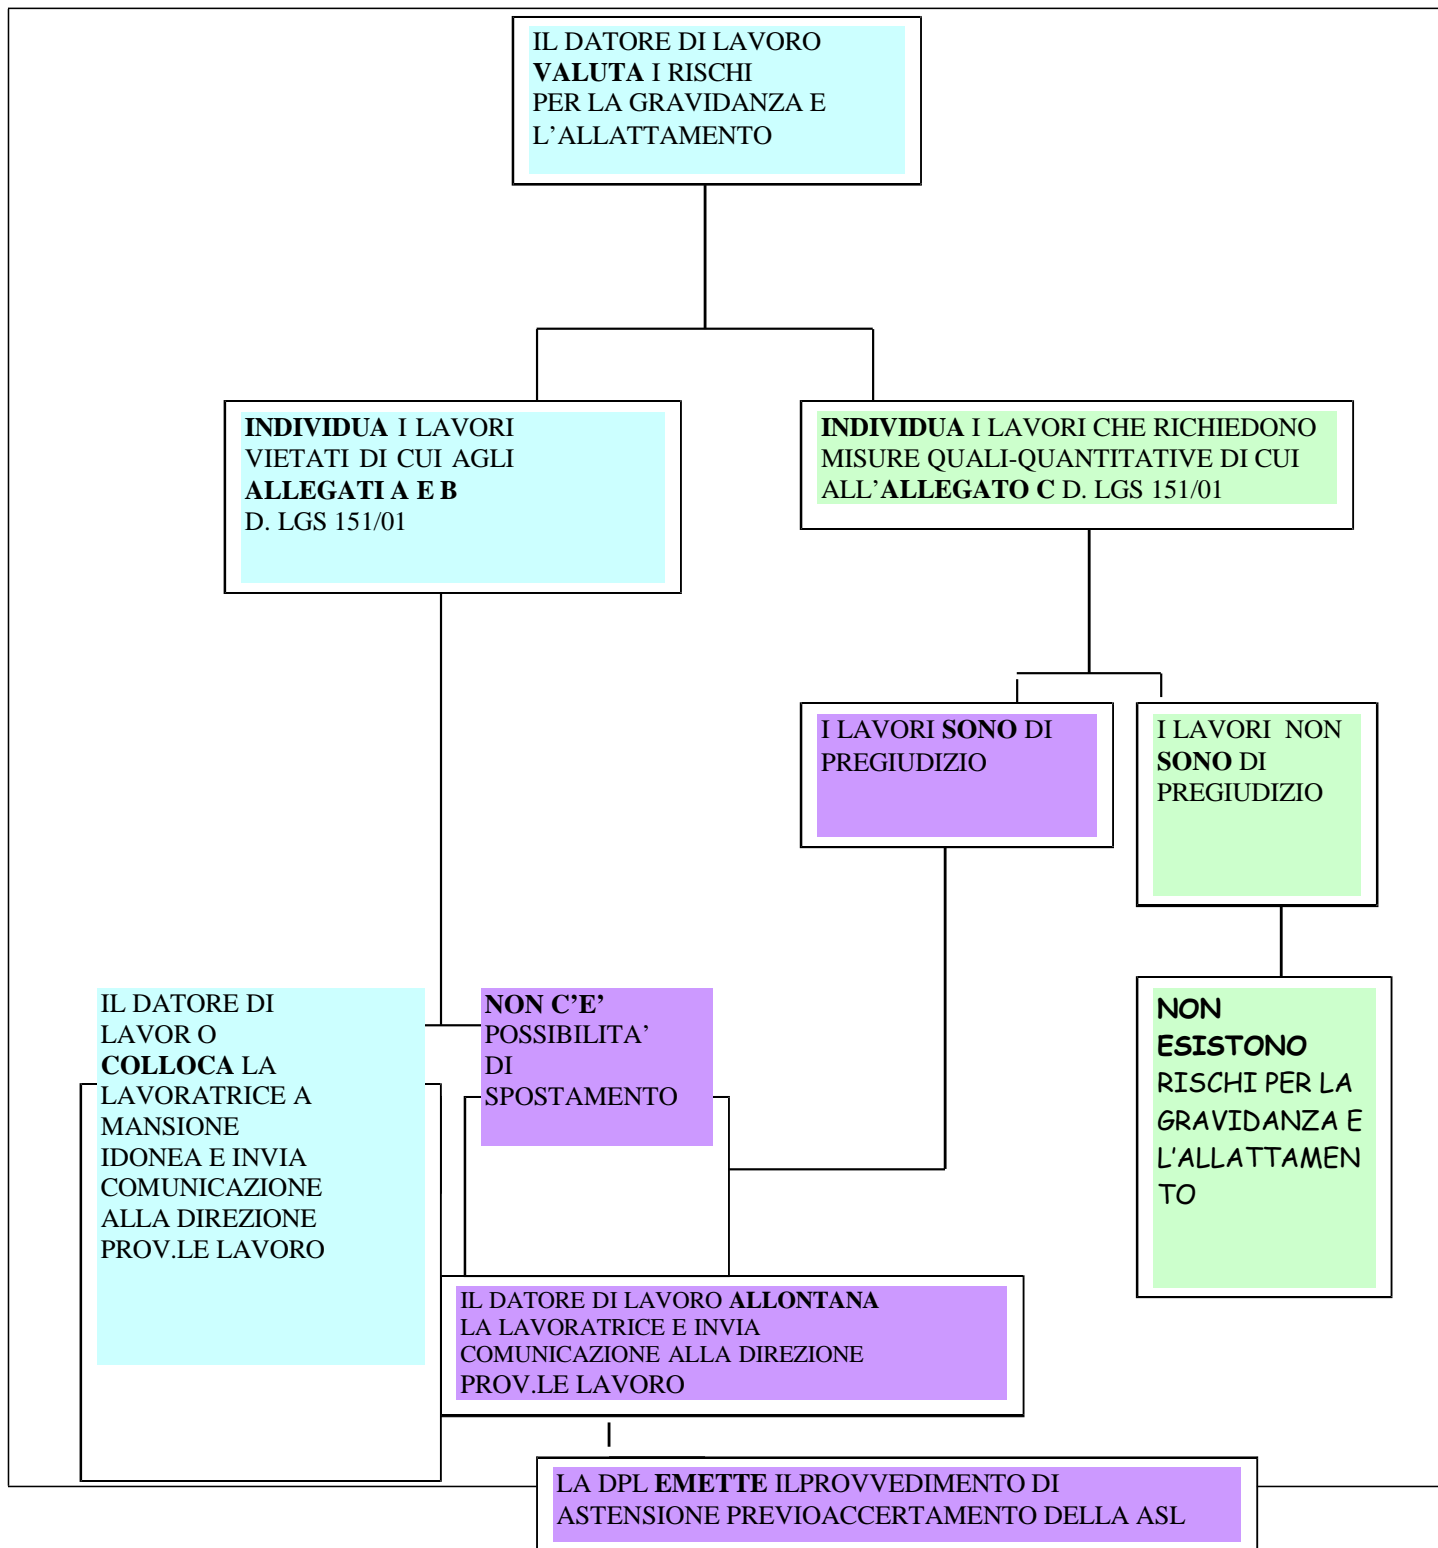 IL DATORE DI LAVORO
VALUTA I RISCHI
PER LA GRAVIDANZA E
L’ALLATTAMENTO
INDIVIDUA I LAVORI
VIETATI DI CUI AGLI
ALLEGATI A E B
D. LGS 151/01
INDIVIDUA I LAVORI CHE RICHIEDONO
MISURE QUALI-QUANTITATIVE DI CUI
ALL’ALLEGATO C D. LGS 151/01
I LAVORI SONO DI
PREGIUDIZIO
I LAVORI NON
SONO DI
PREGIUDIZIO
IL DATORE DI
LAVOR O
COLLOCA LA
LAVORATRICE A
MANSIONE
IDONEA E INVIA
COMUNICAZIONE
ALLA DIREZIONE
PROV.LE LAVORO
NON C’E’
POSSIBILITA’
DI
SPOSTAMENTO
NON
ESISTONO
RISCHI PER LA
GRAVIDANZA E
L’ALLATTAMEN
TO
IL DATORE DI LAVORO ALLONTANA
LA LAVORATRICE E INVIA
COMUNICAZIONE ALLA DIREZIONE
PROV.LE LAVORO
LA DPL EMETTE ILPROVVEDIMENTO DI
ASTENSIONE PREVIOACCERTAMENTO DELLA ASL